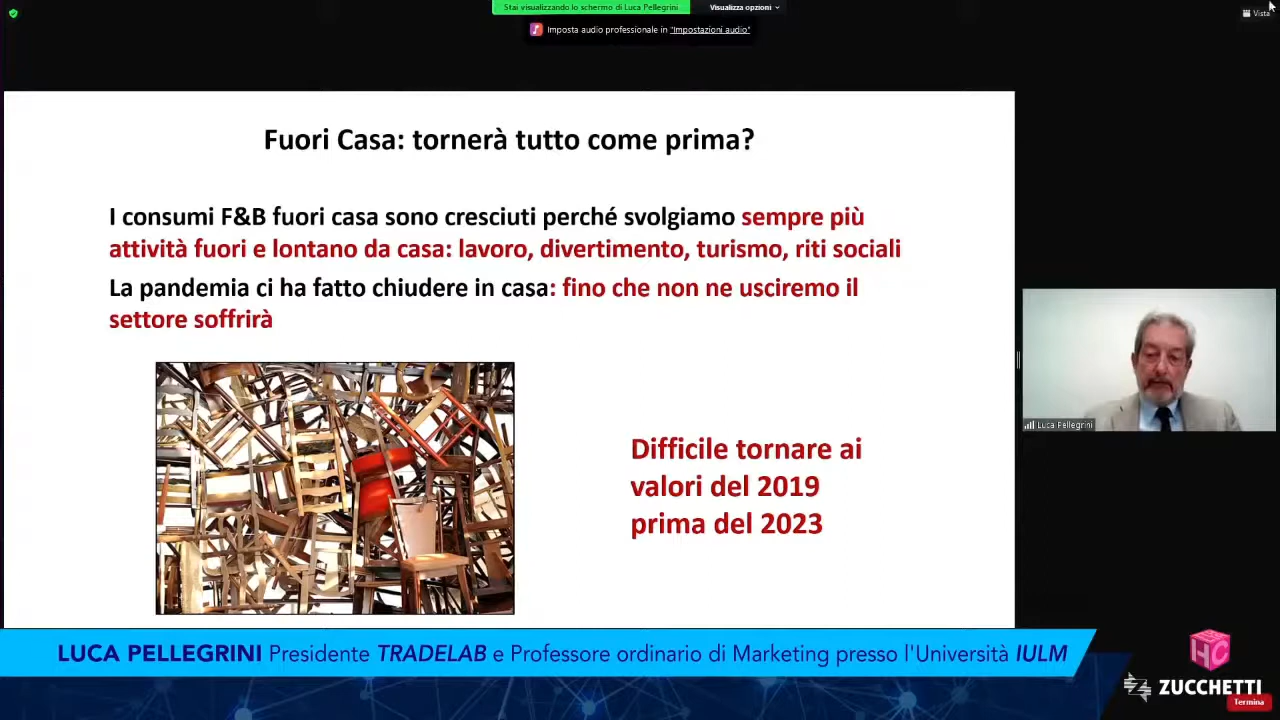 Stai visualizzando lo schermo di Luca Pellegrini
Visualizza opzioni
Vista
Imposta audio professionale in "Impostazioni audio"
Fuori Casa: tornerà tutto come prima?
I consumi F&B fuori casa sono cresciuti perché svolgiamo sempre più
attività fuori e lontano da casa: lavoro, divertimento, turismo, riti sociali
La pandemia ci ha fatto chiudere in casa: fino che non ne usciremo il
settore soffrirà
Difficile tornare ai
valori del 2019
prima del 2023
Luca Pellegrini
LUCA PELLEGRINI Presidente TRADELAB e Professore ordinario di Marketing presso l'Università IULM
HC
ZUCCHETTI
Termina